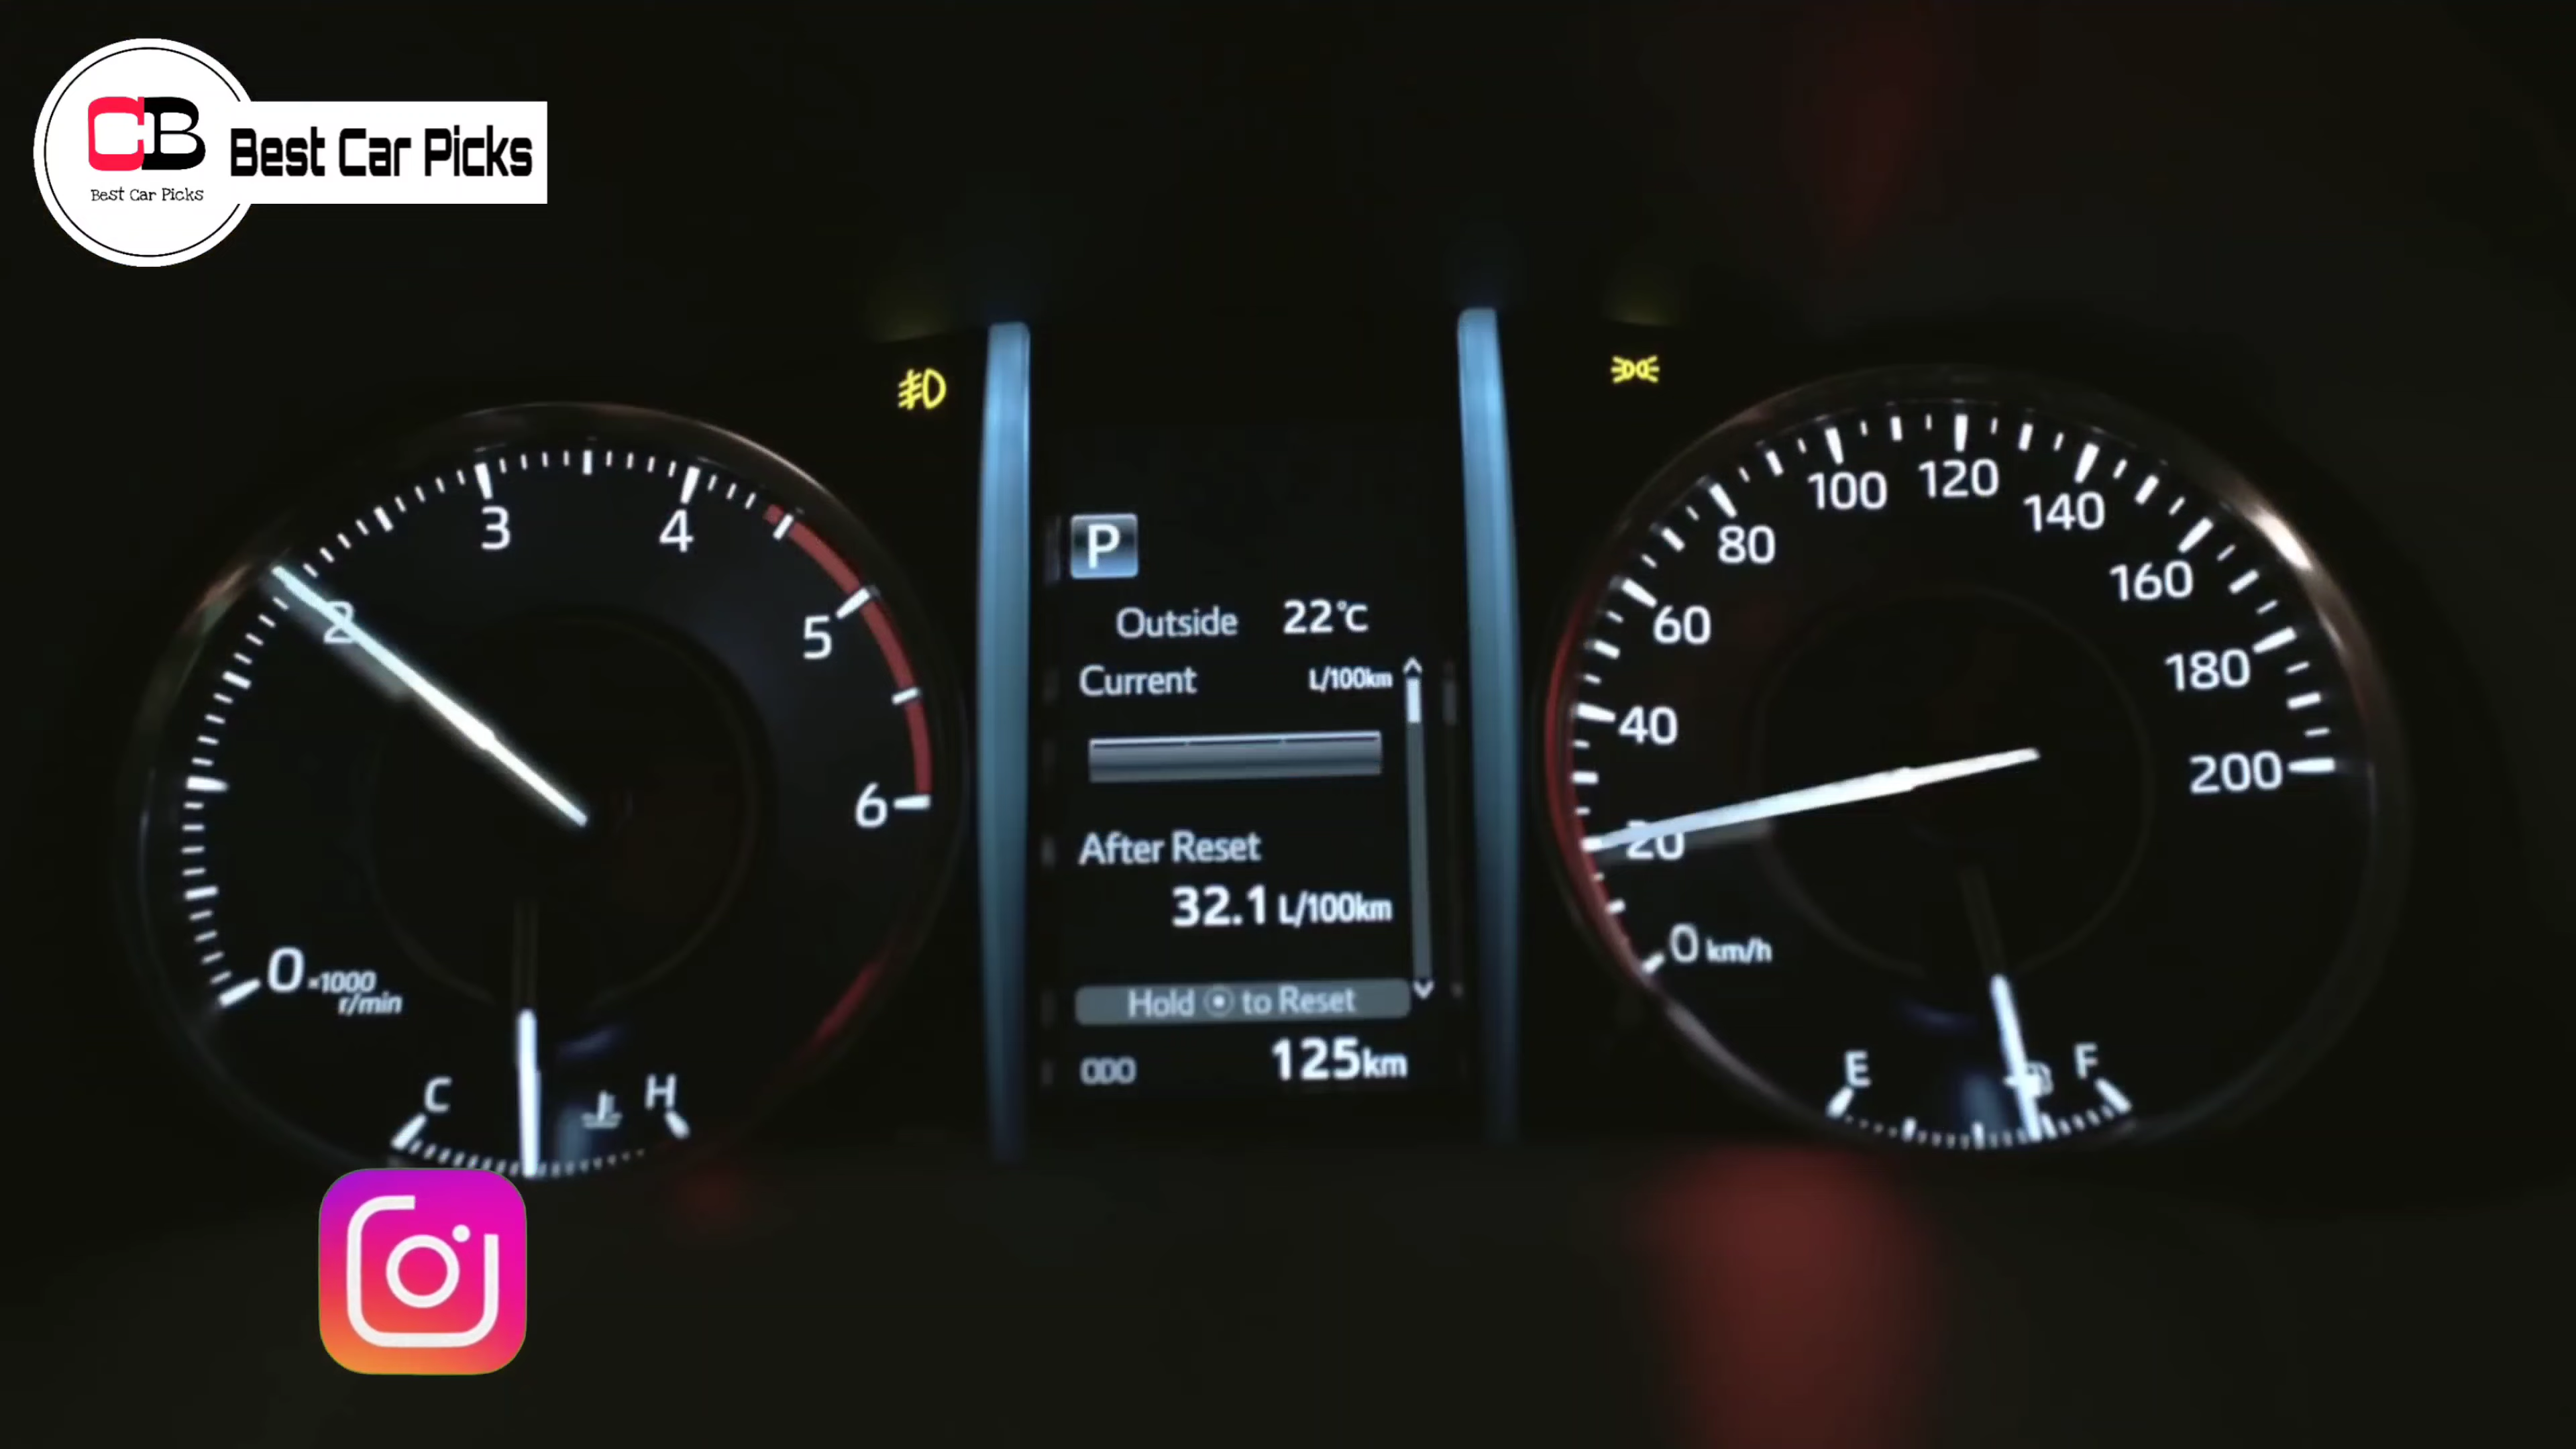 CB
Best Car Picks
Best Car Picks
P
Outside 22°C
Current L/100km
After Reset
32.1 L/100km
Hold to Reset
ODO 125km
0 ×1000 r/min
2
3
4
5
6
C H
0 km/h
20
40
60
80
100
120
140
160
180
200
E F